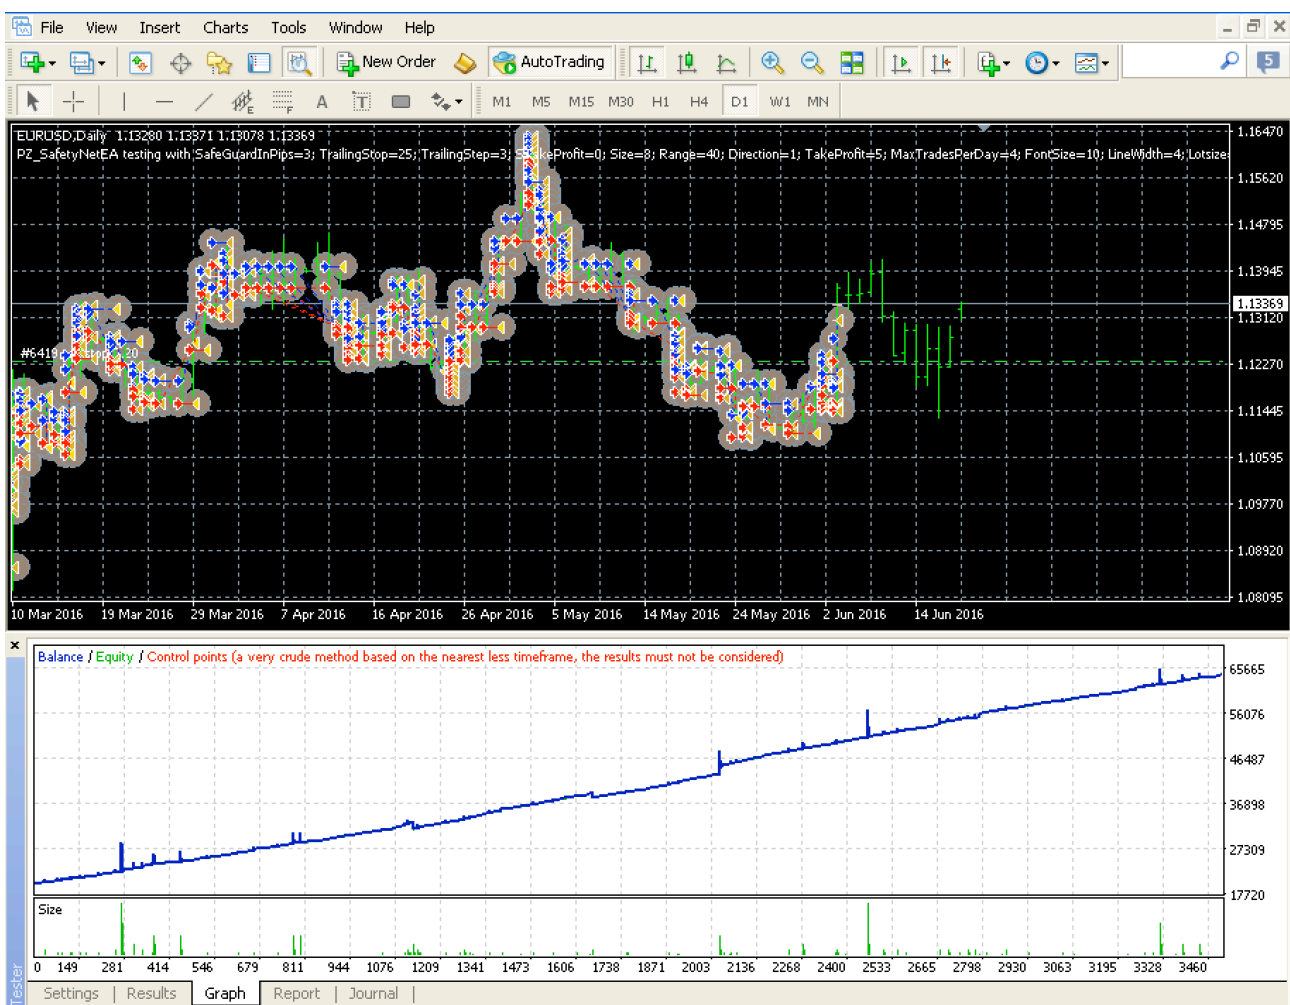 File View Insert Charts Tools Window Help
New Order AutoTrading 5
E F A T M1 M5 M15 M30 H1 H4 D1 W1 MN
EURUSD,Daily 1.13280 1.13371 1.13078 1.13369
PZ_SafetyNetEA testing with SafeGuardInPips=3; TrailingStop=25; TrailingStep=3; TakeProfit=0; Size=8; Range=40; Direction=1; TakeProfit=5; MaxTradesPerDay=4; FontSize=10; LineWidth=4; Lotsize=
1.16470
1.15620
1.14795
1.13945
1.13369
1.13120
#6419 stop 20
1.12270
1.11445
1.10595
1.09770
1.08920
1.08095
10 Mar 2016 19 Mar 2016 29 Mar 2016 7 Apr 2016 16 Apr 2016 26 Apr 2016 5 May 2016 14 May 2016 24 May 2016 2 Jun 2016 14 Jun 2016
Balance / Equity / Control points (a very crude method based on the nearest less timeframe, the results must not be considered)
65665
56076
46487
36898
27309
17720
Size
0 149 281 414 546 679 811 944 1076 1209 1341 1473 1606 1738 1871 2003 2136 2268 2400 2533 2665 2798 2930 3063 3195 3328 3460
Tester
Settings | Results Graph Report | Journal |